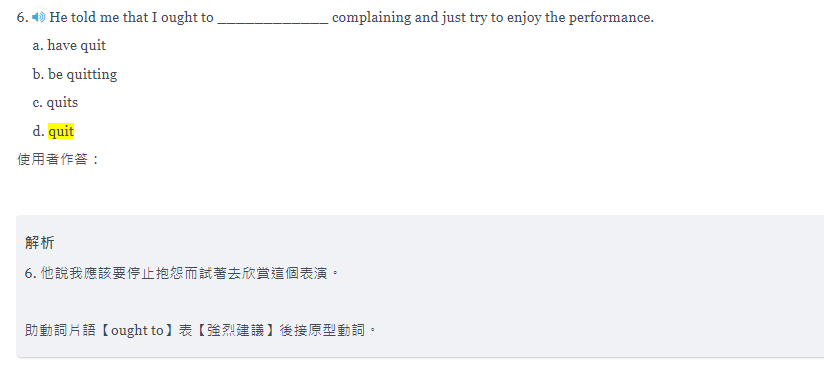 6. He told me that I ought to _____________ complaining and just try to enjoy the performance.
a. have quit
b. be quitting
c. quits
d. quit
使用者作答：
解析
6. 他說我應該要停止抱怨而試著去欣賞這個表演。
助動詞片語【ought to】表【強烈建議】後接原型動詞。